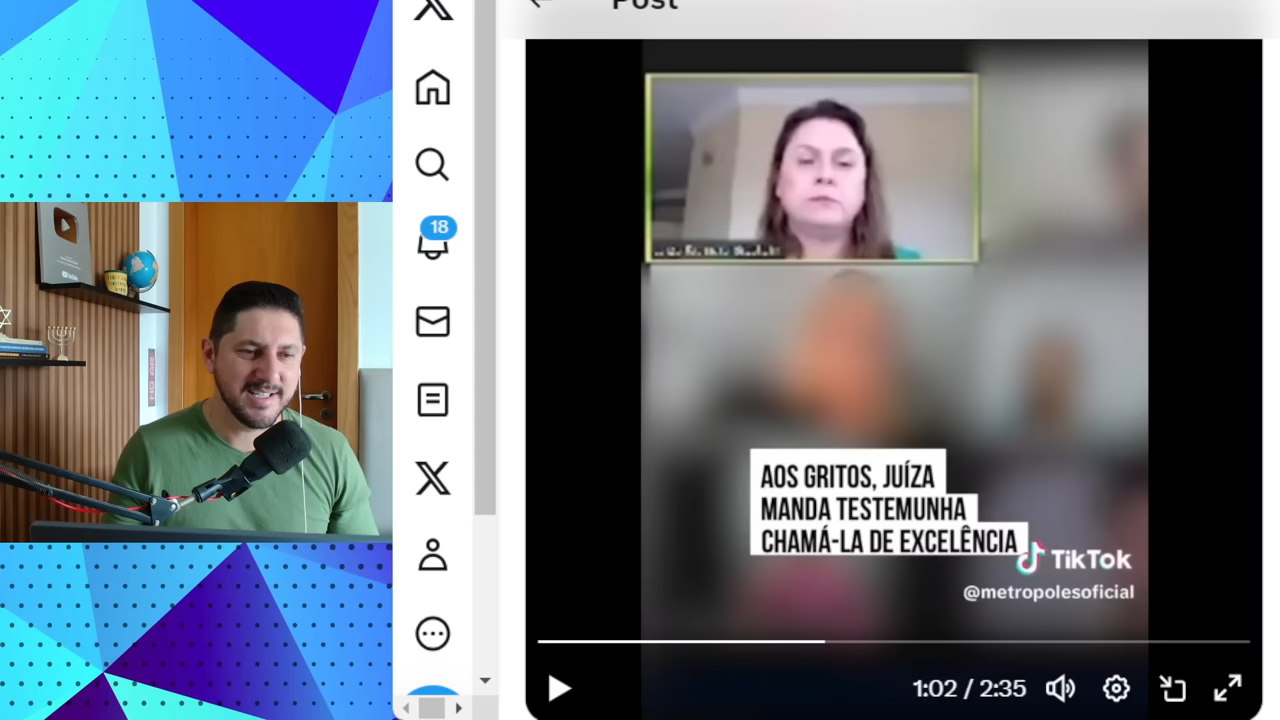 Post
18
AOS GRITOS, JUÍZA
MANDA TESTEMUNHA
CHAMÁ-LA DE EXCELÊNCIA
TikTok
@metropolesoficial
1:02 / 2:35